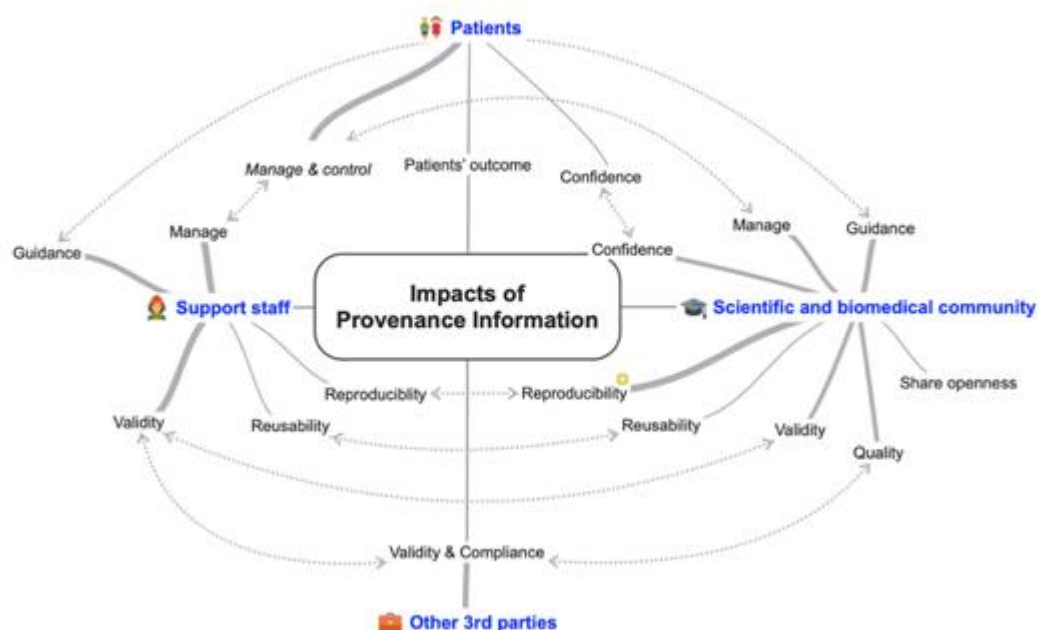 Patients
Manage & control
Patients' outcome
Confidence
Manage
Manage
Guidance
Guidance
Confidence
Support staff
Impacts of
Provenance Information
Scientific and biomedical community
Reproduciblity
Reproducibility
Share openness
Validity
Reusability
Reusability
Validity
Quality
Validity & Compliance
Other 3rd parties